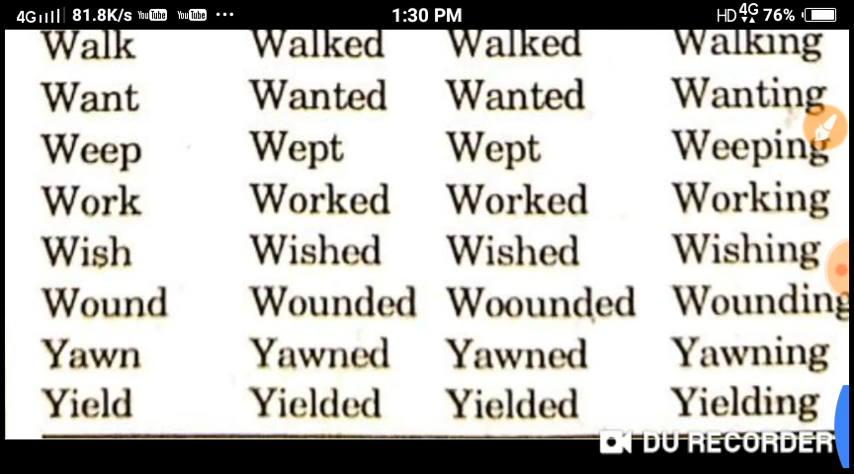 4G 81.8K/s YouTube YouTube ... 1:30 PM HD 4G 76%
Walk Walked Walked Walking
Want Wanted Wanted Wanting
Weep Wept Wept Weeping
Work Worked Worked Working
Wish Wished Wished Wishing
Wound Wounded Woounded Wounding
Yawn Yawned Yawned Yawning
Yield Yielded Yielded Yielding
DU RECORDER